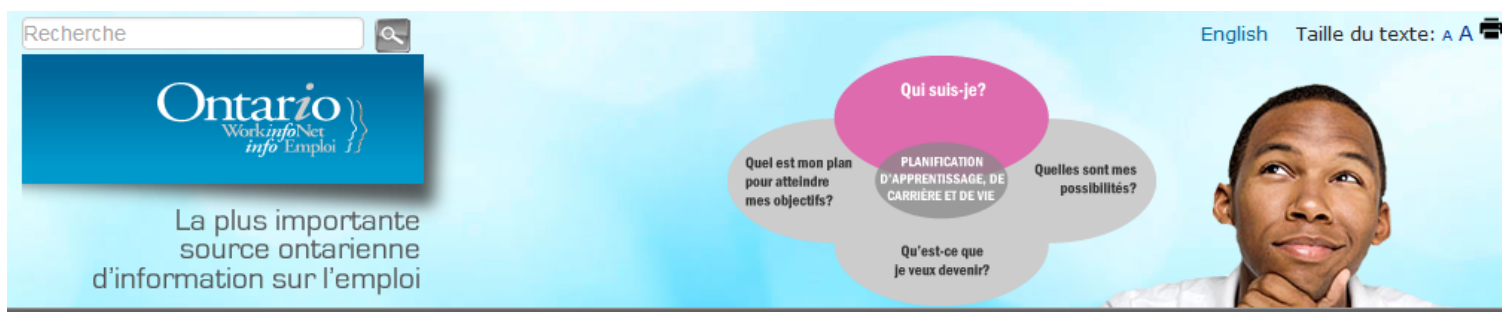 Recherche
English Taille du texte: A A
Ontario
WorkinfoNet
info Emploi
La plus importante
source ontarienne
d'information sur l'emploi
Qui suis-je?
Quel est mon plan
pour atteindre
mes objectifs?
PLANIFICATION
D'APPRENTISSAGE, DE
CARRIÈRE ET DE VIE
Quelles sont mes
possibilités?
Qu'est-ce que
je veux devenir?